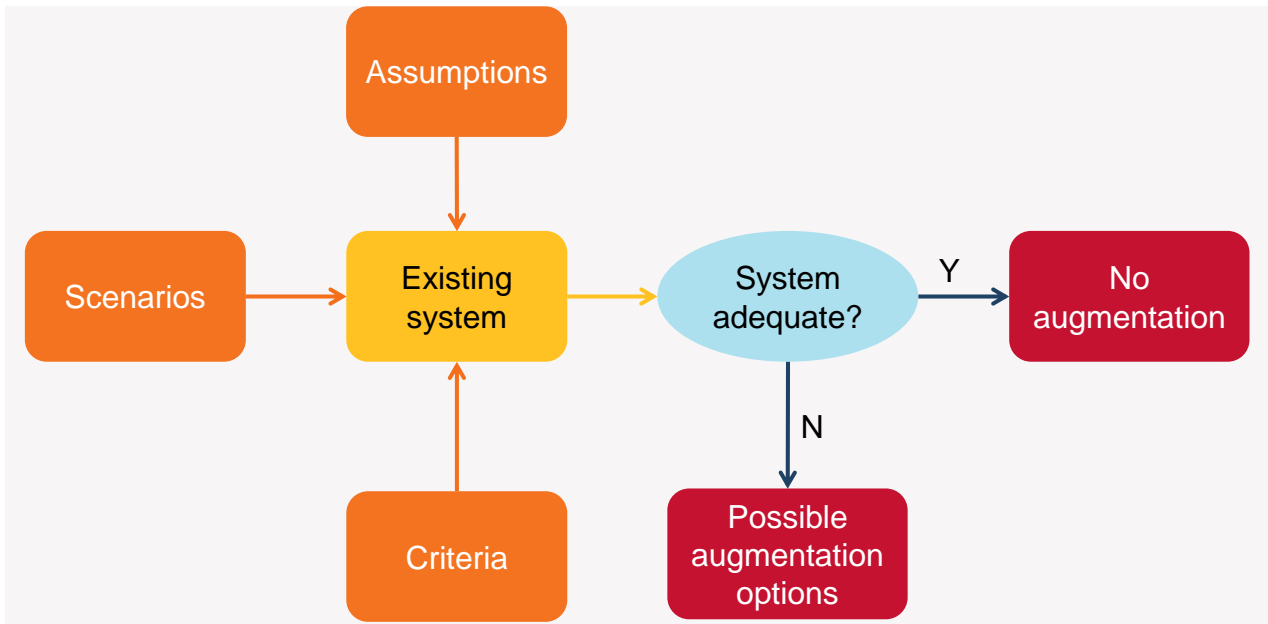 Assumptions
Scenarios
Existing
system
System
adequate?
Y
No
augmentation
N
Criteria
Possible
augmentation
options